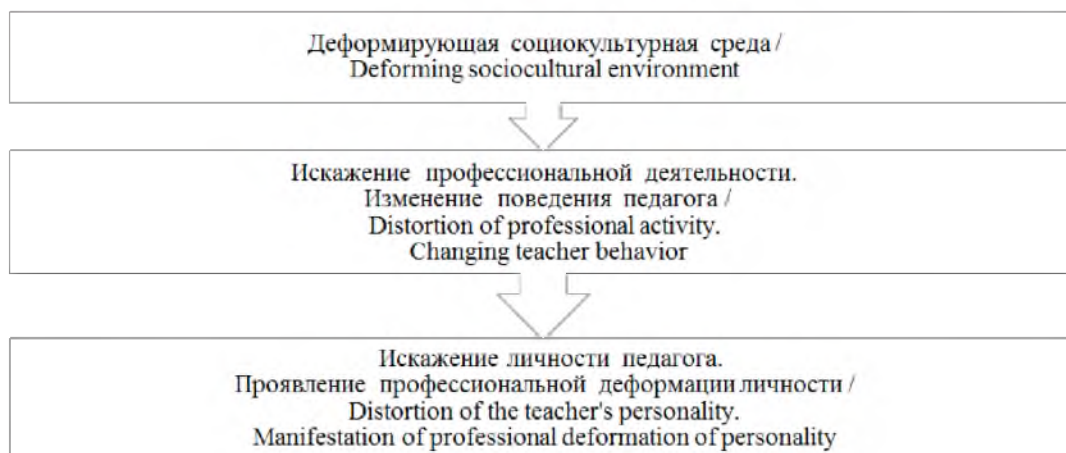 Деформирующая социокультурная среда /
Deforming sociocultural environment
Искажение профессиональной деятельности.
Изменение поведения педагога /
Distortion of professional activity.
Changing teacher behavior
Искажение личности педагога.
Проявление профессиональной деформации личности /
Distortion of the teacher's personality.
Manifestation of professional deformation of personality